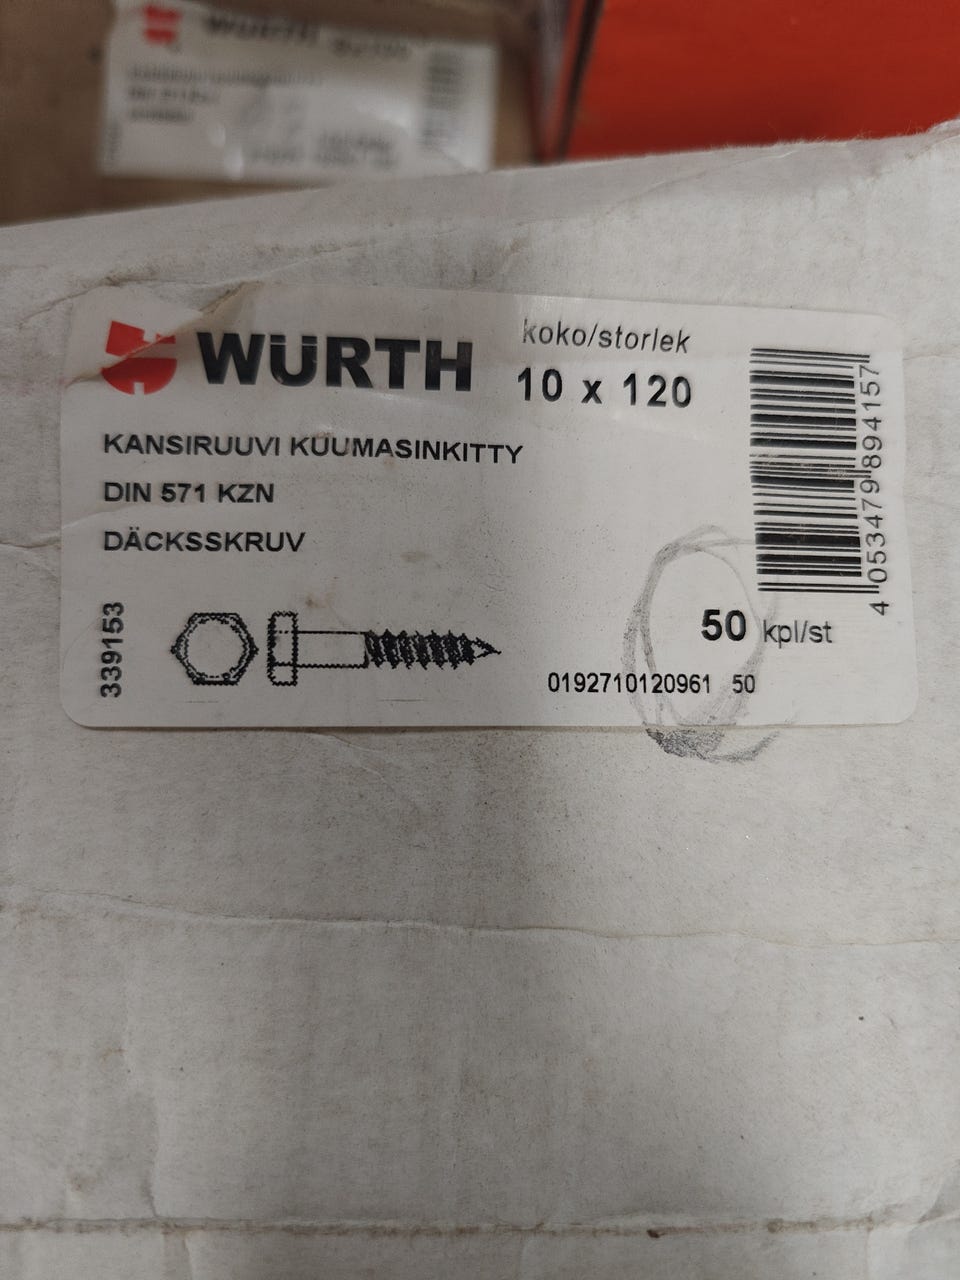 WÜRTH
WÜRTH
koko/storlek
10 x 120
KANSIRUUVI KUUMASINKITTY
DIN 571 KZN
DÄCKSSKRUV
339153
50 kpl/st
0192710120961 50
4 053479 894157